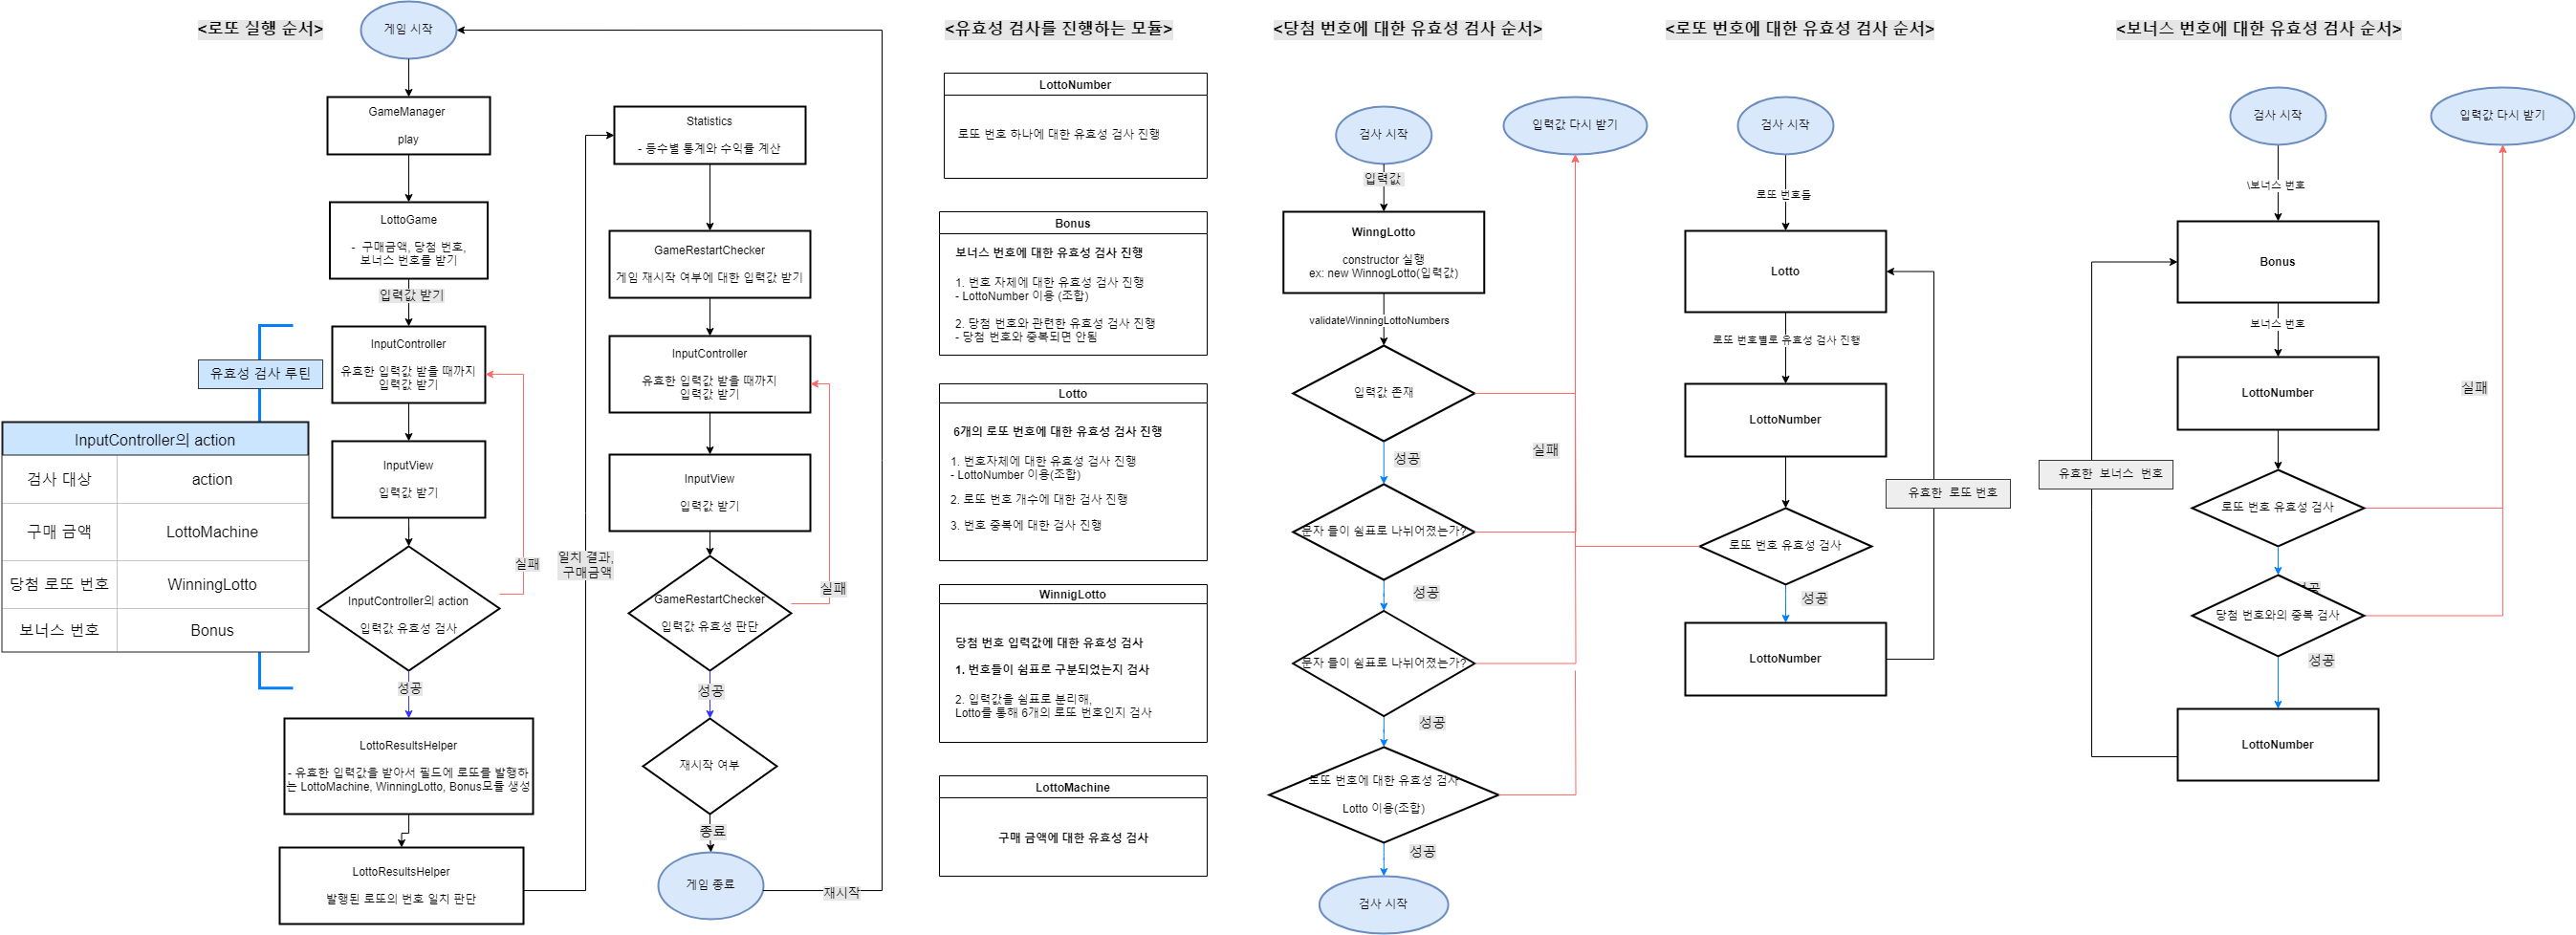 <로또 실행 순서>
게임 시작
GameManager
play
LottoGame
- 구매금액, 당첨 번호,
보너스 번호를 받기
입력값 받기
유효성 검사 루틴
InputController
유효한 입력값 받을 때까지
입력값 받기
InputController의 action
검사 대상
action
구매 금액
LottoMachine
당첨 로또 번호
WinningLotto
보너스 번호
Bonus
InputView
입력값 받기
실패
InputController의 action
입력값 유효성 검사
성공
LottoResultsHelper
- 유효한 입력값을 받아서 필드에 로또를 발행하
는 LottoMachine, WinningLotto, Bonus모듈 생성
LottoResultsHelper
발행된 로또의 번호 일치 판단
일치 결과,
구매금액
Statistics
- 등수별 통계와 수익률 계산
GameRestartChecker
게임 재시작 여부에 대한 입력값 받기
InputController
유효한 입력값 받을 때까지
입력값 받기
InputView
입력값 받기
실패
GameRestartChecker
입력값 유효성 판단
성공
재시작 여부
종료
게임 종료
재시작
<유효성 검사를 진행하는 모듈>
LottoNumber
로또 번호 하나에 대한 유효성 검사 진행
Bonus
보너스 번호에 대한 유효성 검사 진행
1. 번호 자체에 대한 유효성 검사 진행
- LottoNumber 이용 (조합)
2. 당첨 번호와 관련한 유효성 검사 진행
- 당첨 번호와 중복되면 안됨
Lotto
6개의 로또 번호에 대한 유효성 검사 진행
1. 번호자체에 대한 유효성 검사 진행
- LottoNumber 이용(조합)
2. 로또 번호 개수에 대한 검사 진행
3. 번호 중복에 대한 검사 진행
WinnigLotto
당첨 번호 입력값에 대한 유효성 검사
1. 번호들이 쉼표로 구분되었는지 검사
2. 입력값을 쉼표로 분리해,
Lotto를 통해 6개의 로또 번호인지 검사
LottoMachine
구매 금액에 대한 유효성 검사
<당첨 번호에 대한 유효성 검사 순서>
검사 시작
입력값 다시 받기
입력값
WinngLotto
constructor 실행
ex: new WinnogLotto(입력값)
validateWinningLottoNumbers
입력값 존재
성공
실패
문자 들이 쉼표로 나뉘어졌는가?
성공
문자 들이 쉼표로 나뉘어졌는가?
성공
로또 번호에 대한 유효성 검사
Lotto 이용(조합)
성공
검사 시작
<로또 번호에 대한 유효성 검사 순서>
검사 시작
로또 번호들
Lotto
로또 번호별로 유효성 검사 진행
LottoNumber
유효한 로또 번호
로또 번호 유효성 검사
성공
LottoNumber
<보너스 번호에 대한 유효성 검사 순서>
검사 시작
입력값 다시 받기
\보너스 번호
Bonus
보너스 번호
LottoNumber
실패
유효한 보너스 번호
로또 번호 유효성 검사
당첨 번호와의 중복 검사
성공
LottoNumber